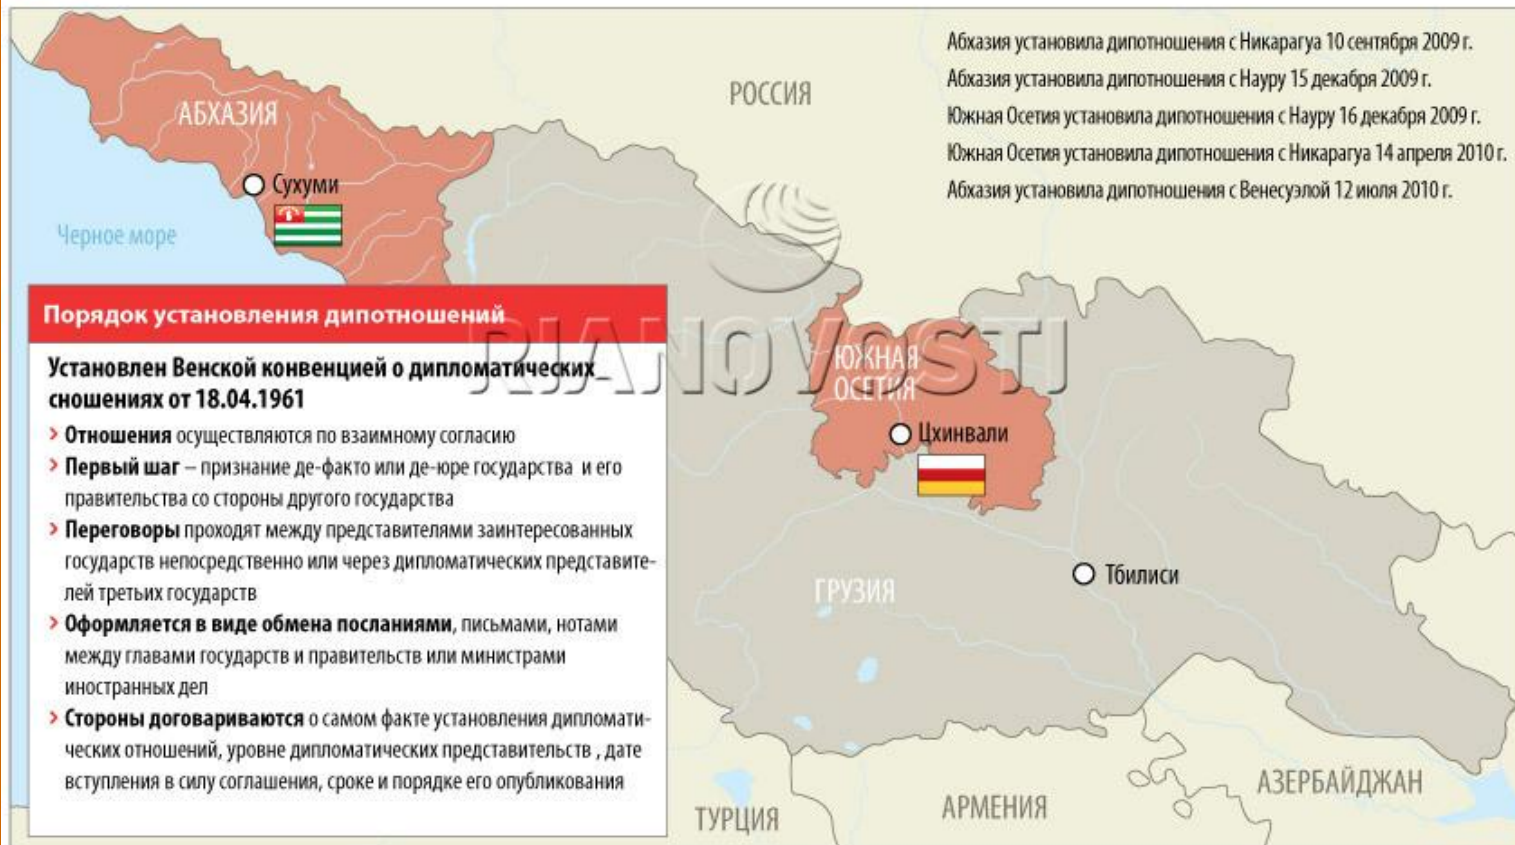 Абхазия установила дипотношения с Никарагуа 10 сентября 2009 г.
Абхазия установила дипотношения с Науру 15 декабря 2009 г.
Южная Осетия установила дипотношения с Науру 16 декабря 2009 г.
Южная Осетия установила дипотношения с Никарагуа 14 апреля 2010 г.
Абхазия установила дипотношения с Венесуэлой 12 июля 2010 г.
РОССИЯ
АБХАЗИЯ
Сухуми
Черное море
Порядок установления дипотношений
Установлен Венской конвенцией о дипломатических
сношениях от 18.04.1961
> Отношения осуществляются по взаимному согласию
> Первый шаг – признание де-факто или де-юре государства и его
правительства со стороны другого государства
> Переговоры проходят между представителями заинтересованных
государств непосредственно или через дипломатических представите-
лей третьих государств
> Оформляется в виде обмена посланиями, письмами, нотами
между главами государств и правительств или министрами
иностранных дел
> Стороны договариваются о самом факте установления дипломати-
ческих отношений, уровне дипломатических представительств , дате
вступления в силу соглашения, сроке и порядке его опубликования
RIANOVOSTI
ЮЖНАЯ
ОСЕТИЯ
Цхинвали
ГРУЗИЯ
Тбилиси
ТУРЦИЯ
АРМЕНИЯ
АЗЕРБАЙДЖАН